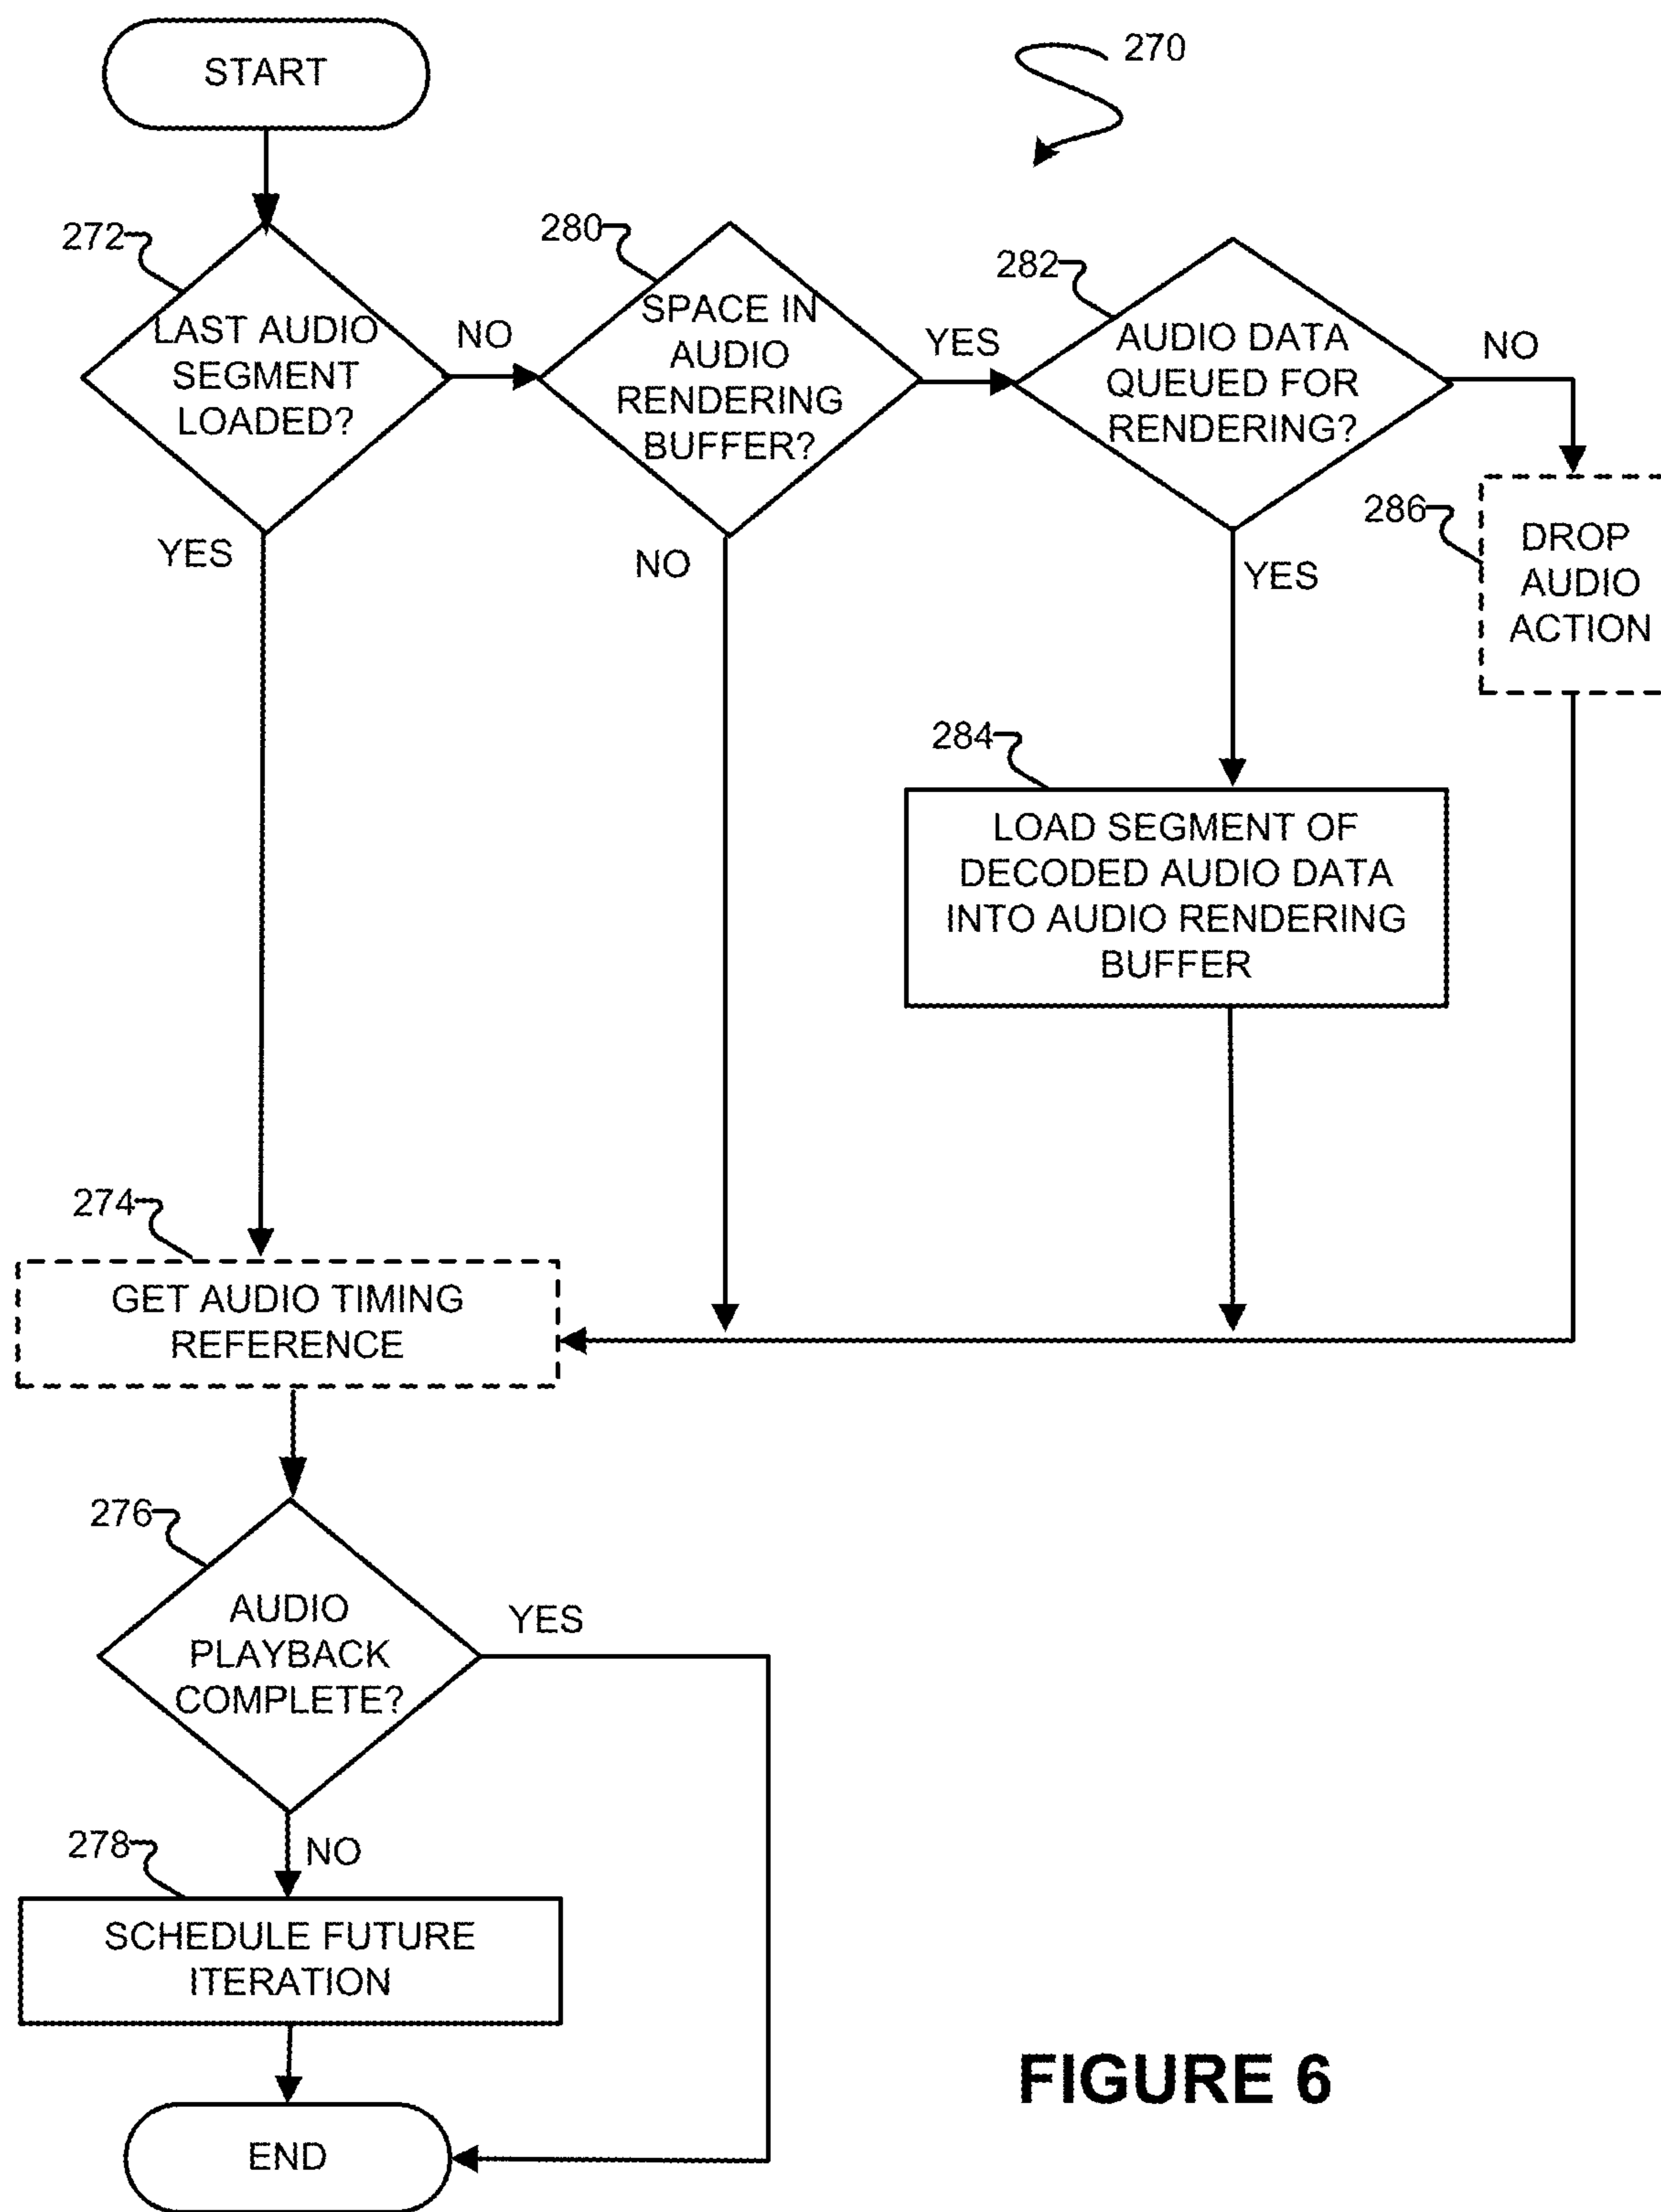 START
270
272
LAST AUDIO
SEGMENT
LOADED?
NO
YES
280
SPACE IN
AUDIO
RENDERING
BUFFER?
YES
NO
282
AUDIO DATA
QUEUED FOR
RENDERING?
NO
YES
286
DROP
AUDIO
ACTION
284
LOAD SEGMENT OF
DECODED AUDIO DATA
INTO AUDIO RENDERING
BUFFER
274
GET AUDIO TIMING
REFERENCE
276
AUDIO
PLAYBACK
COMPLETE?
YES
NO
278
SCHEDULE FUTURE
ITERATION
END
FIGURE 6